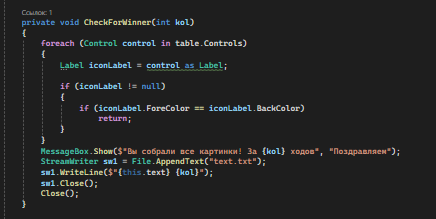 Ссылок: 1
private void CheckForWinner(int kol)
{
foreach (Control control in table.Controls)
{
Label iconLabel = control as Label;
if (iconLabel != null)
{
if (iconLabel.ForeColor == iconLabel.BackColor)
return;
}
}
MessageBox.Show($"Вы собрали все картинки! За {kol} ходов", "Поздравляем");
StreamWriter sw1 = File.AppendText("text.txt");
sw1.WriteLine($"{this.text} {kol}");
sw1.Close();
Close();
}